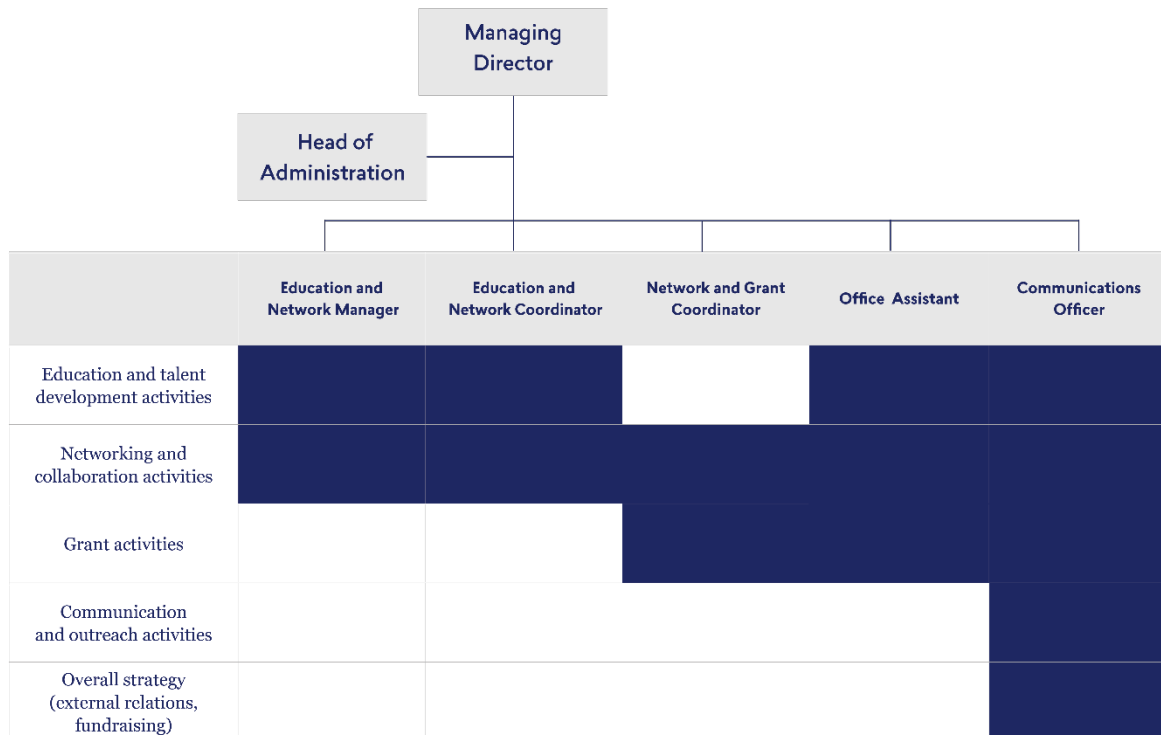 Managing
Director
Head of
Administration
Education and
Network Manager
Education and
Network Coordinator
Network and Grant
Coordinator
Office Assistant
Communications
Officer
Education and talent
development activities
Networking and
collaboration activities
Grant activities
Communication
and outreach activities
Overall strategy
(external relations,
fundraising)